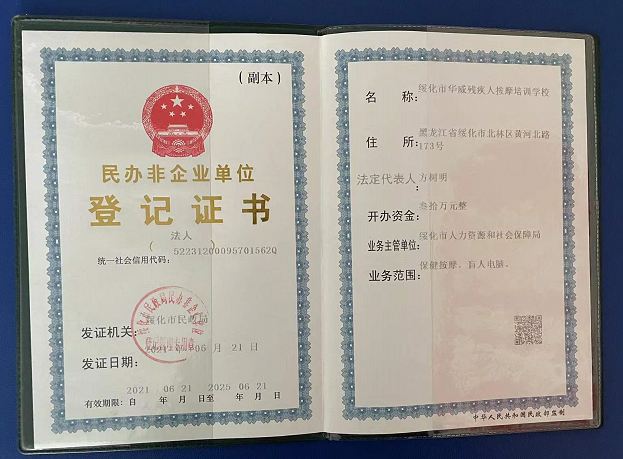 (副本)
民办非企业单位
登记证书
法人
( )
统一社会信用代码: 52231200095701562Q
发证机关: 绥化市民政局
发证日期: 2021 年 06 月 21 日
2021 06 21 2025 06 21
有效期限: 自 年 月 日至 年 月 日
名 称: 绥化市华威残疾人按摩培训学校
住 所: 黑龙江省绥化市北林区黄河北路
173号
法定代表人: 方树明
开办资金: 叁拾万元整
业务主管单位: 绥化市人力资源和社会保障局
业务范围: 保健按摩。盲人电脑。
中华人民共和国民政部监制